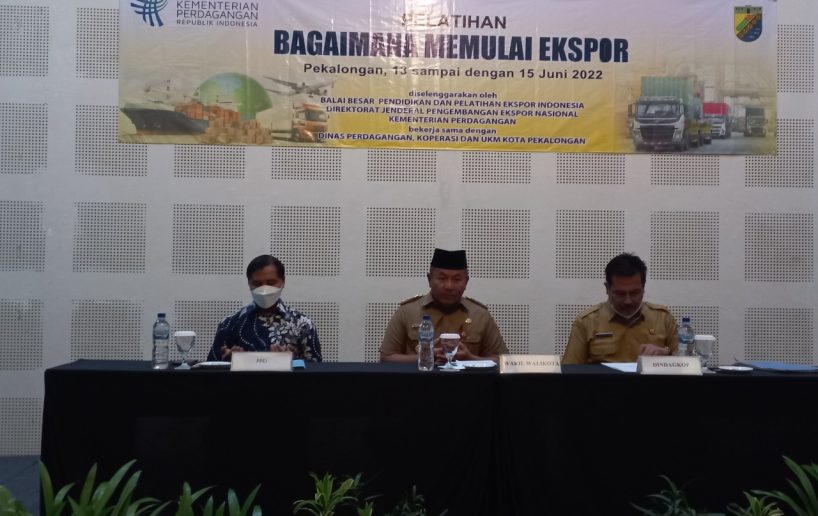 KEMENTERIAN
PERDAGANGAN
REPUBLIK INDONESIA
PELATIHAN
BAGAIMANA MEMULAI EKSPOR
Pekalongan, 13 sampai dengan 15 Juni 2022
diselenggarakan oleh
BALAI BESAR PENDIDIKAN DAN PELATIHAN EKSPOR INDONESIA
DIREKTORAT JENDERAL PENGEMBANGAN EKSPOR NASIONAL
KEMENTERIAN PERDAGANGAN
bekerja sama dengan
DINAS PERDAGANGAN, KOPERASI DAN UKM KOTA PEKALONGAN
WAKIL WALIKOTA
DINDAGKOP